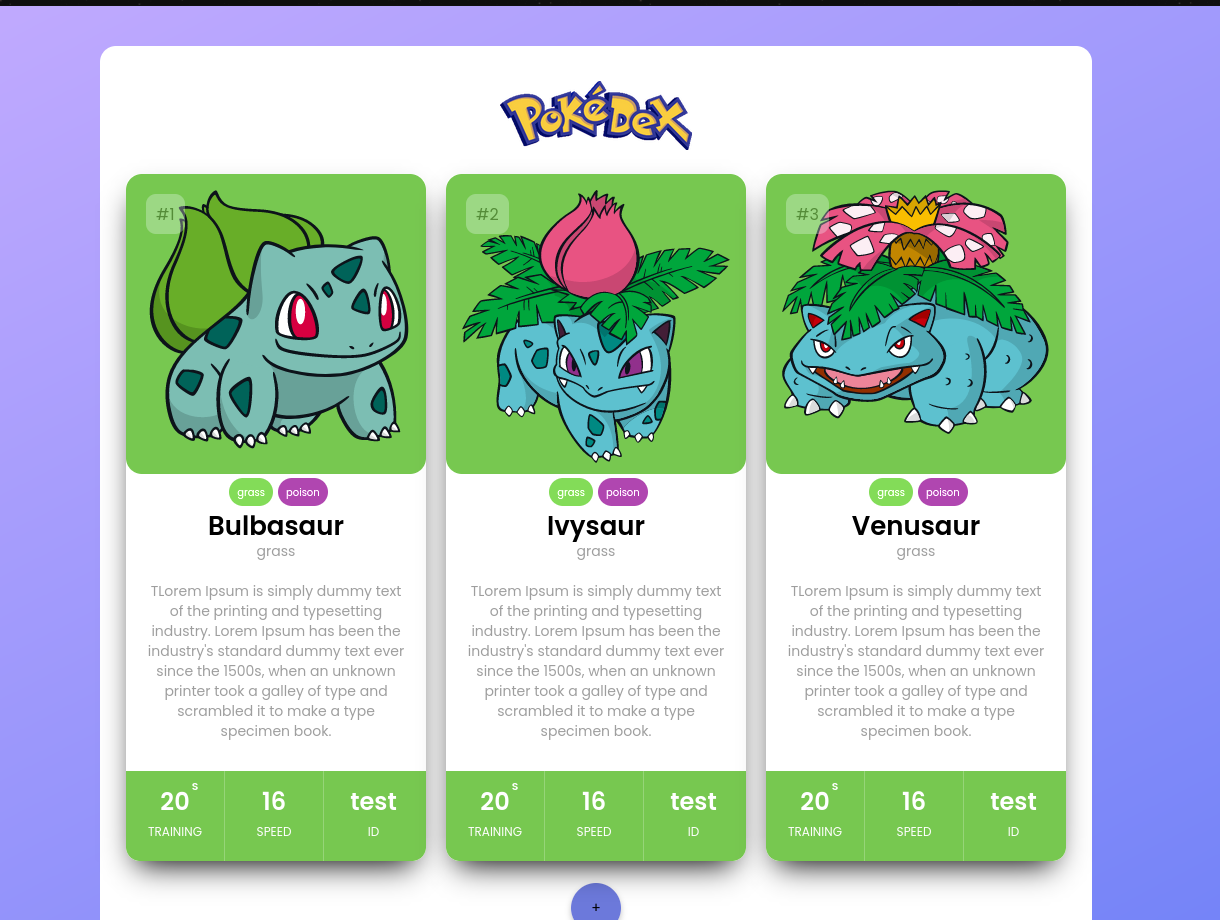 PokéDex
#1
grass poison
Bulbasaur
grass
TLorem Ipsum is simply dummy text
of the printing and typesetting
industry. Lorem Ipsum has been the
industry's standard dummy text ever
since the 1500s, when an unknown
printer took a galley of type and
scrambled it to make a type
specimen book.
20s 16 test
TRAINING SPEED ID
#2
grass poison
Ivysaur
grass
TLorem Ipsum is simply dummy text
of the printing and typesetting
industry. Lorem Ipsum has been the
industry's standard dummy text ever
since the 1500s, when an unknown
printer took a galley of type and
scrambled it to make a type
specimen book.
20s 16 test
TRAINING SPEED ID
#3
grass poison
Venusaur
grass
TLorem Ipsum is simply dummy text
of the printing and typesetting
industry. Lorem Ipsum has been the
industry's standard dummy text ever
since the 1500s, when an unknown
printer took a galley of type and
scrambled it to make a type
specimen book.
20s 16 test
TRAINING SPEED ID
+